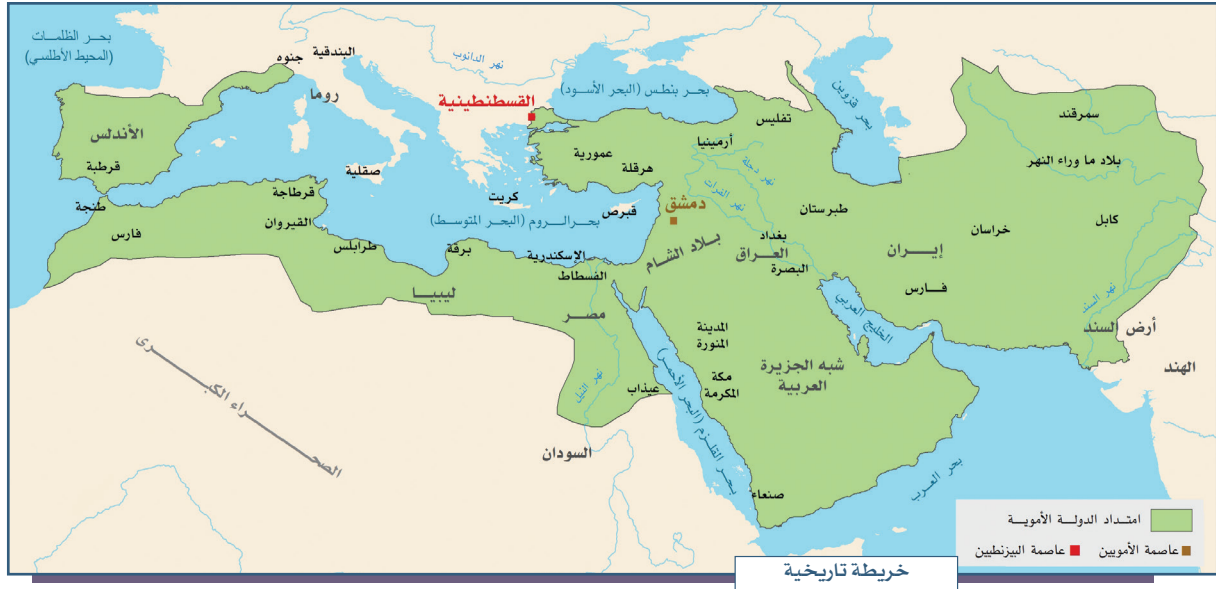 بحر الظلمات
(المحيط الأطلسي)
البندقية
جنوه
نهر الدانوب
روما
القسطنطينية
بحر بنطس (البحر الأسود)
بحر قزوين
تفليس
أرمينيا
سمرقند
الأندلس
قرطبة
عمورية
هرقلة
نهر دجلة
نهر الفرات
بلاد ما وراء النهر
صقلية
كريت
قبرص
دمشق
طبرستان
خراسان
كابل
طنجة
قرطاجة
القيروان
فارس
طرابلس
برقة
بحر الروم (البحر المتوسط)
الإسكندرية
الفسطاط
بلاد الشام
بغداد
العراق
البصرة
إيران
فارس
نهر السند
أرض السند
الهند
ليبيا
مصر
نهر النيل
عيذاب
المدينة
المنورة
مكة
المكرمة
شبه الجزيرة
العربية
الخليج العربي
بحر القلزم (البحر الأحمر)
الصحراء الكبرى
السودان
صنعاء
بحر العرب
امتداد الدولة الأموية
عاصمة الأمويين
عاصمة البيزنطيين
خريطة تاريخية